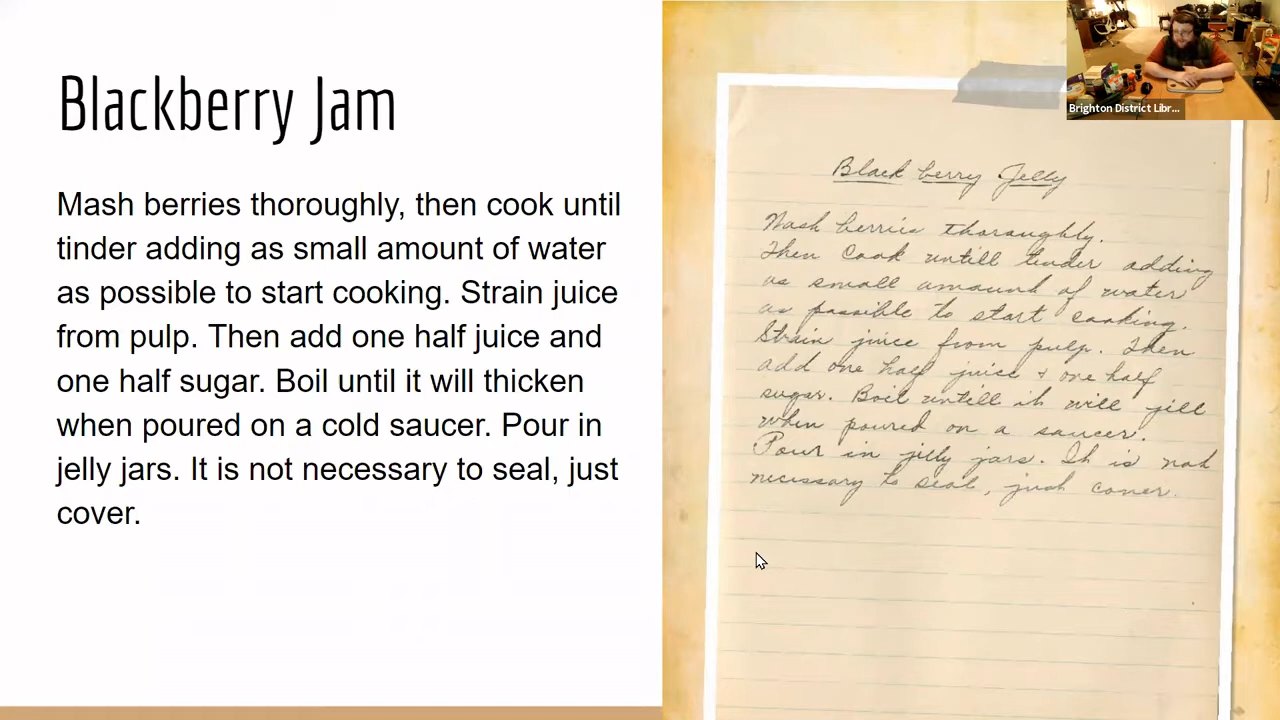 Blackberry Jam
Mash berries thoroughly, then cook until
tinder adding as small amount of water
as possible to start cooking. Strain juice
from pulp. Then add one half juice and
one half sugar. Boil until it will thicken
when poured on a cold saucer. Pour in
jelly jars. It is not necessary to seal, just
cover.
Black berry Jelly
Mash berries thoroughly.
Then Cook untill tender adding
as small amount of water
as possible to start cooking.
Strain juice from pulp. Then
add one half juice + one half
sugar. Boil untill it will jell
when poured on a saucer.
Pour in jelly jars. It is not
necessary to seal, just cover.
Brighton District Libr...